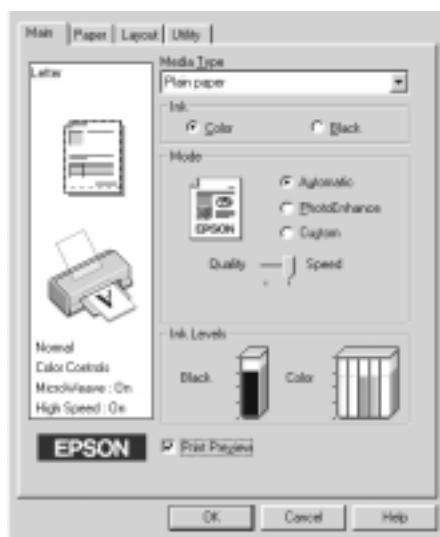 Main Paper Layout Utility
Letter
Media Type
Plain paper
Ink
Color Black
Mode
EPSON
Automatic
PhotoEnhance
Custom
Quality Speed
Normal
Color Controls
MicroWeave : On
High Speed : On
Ink Levels
Black Color
EPSON
Print Preview
OK Cancel Help